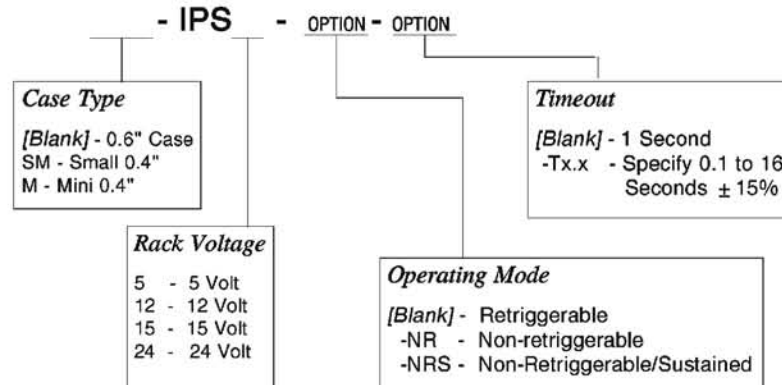 - IPS - OPTION - OPTION
Case Type
[Blank] - 0.6" Case
SM - Small 0.4"
M - Mini 0.4"
Timeout
[Blank] - 1 Second
-Tx.x - Specify 0.1 to 16
Seconds ± 15%
Rack Voltage
5 - 5 Volt
12 - 12 Volt
15 - 15 Volt
24 - 24 Volt
Operating Mode
[Blank] - Retriggerable
-NR - Non-retriggerable
-NRS - Non-Retriggerable/Sustained